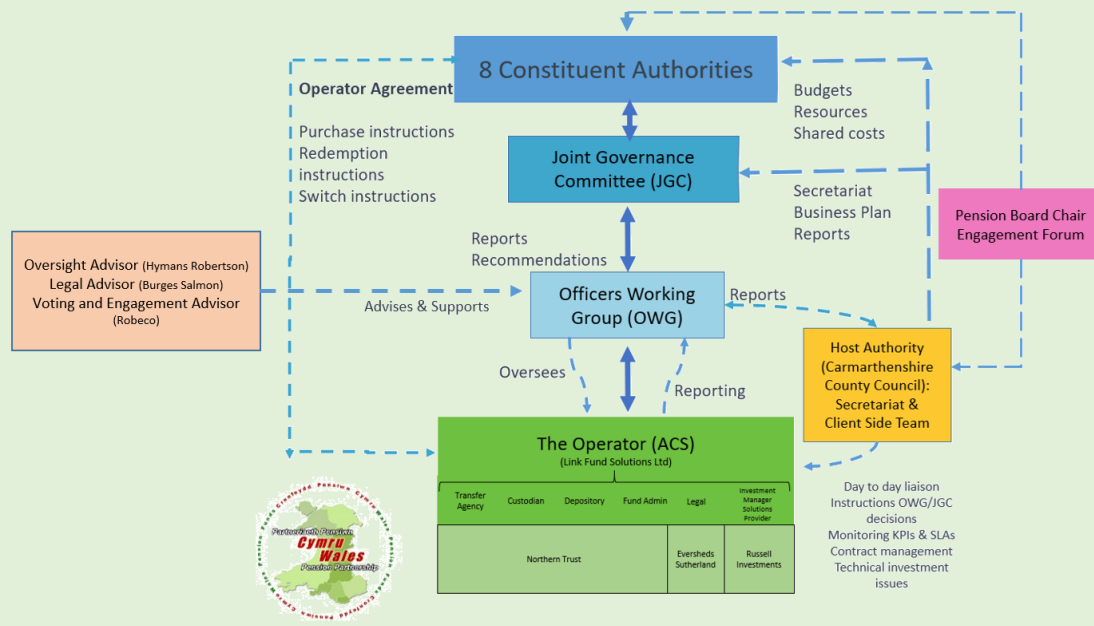 8 Constituent Authorities
Operator Agreement
Purchase instructions
Redemption
instructions
Switch instructions
Budgets
Resources
Shared costs
Joint Governance
Committee (JGC)
Secretariat
Business Plan
Reports
Pension Board Chair
Engagement Forum
Reports
Recommendations
Oversight Advisor (Hymans Robertson)
Legal Advisor (Burges Salmon)
Voting and Engagement Advisor
(Robeco)
Advises & Supports
Officers Working
Group (OWG)
Reports
Host Authority
(Carmarthenshire
County Council):
Secretariat &
Client Side Team
Oversees
Reporting
The Operator (ACS)
(Link Fund Solutions Ltd)
Transfer
Agency
Custodian
Depository
Fund Admin
Legal
Investment
Manager
Solutions
Provider
Northern Trust
Eversheds
Sutherland
Russell
Investments
Day to day liaison
Instructions OWG/JGC
decisions
Monitoring KPIs & SLAs
Contract management
Technical investment
issues
Partneriaeth Pensiwn
Cymru
Wales
Pension Partnership